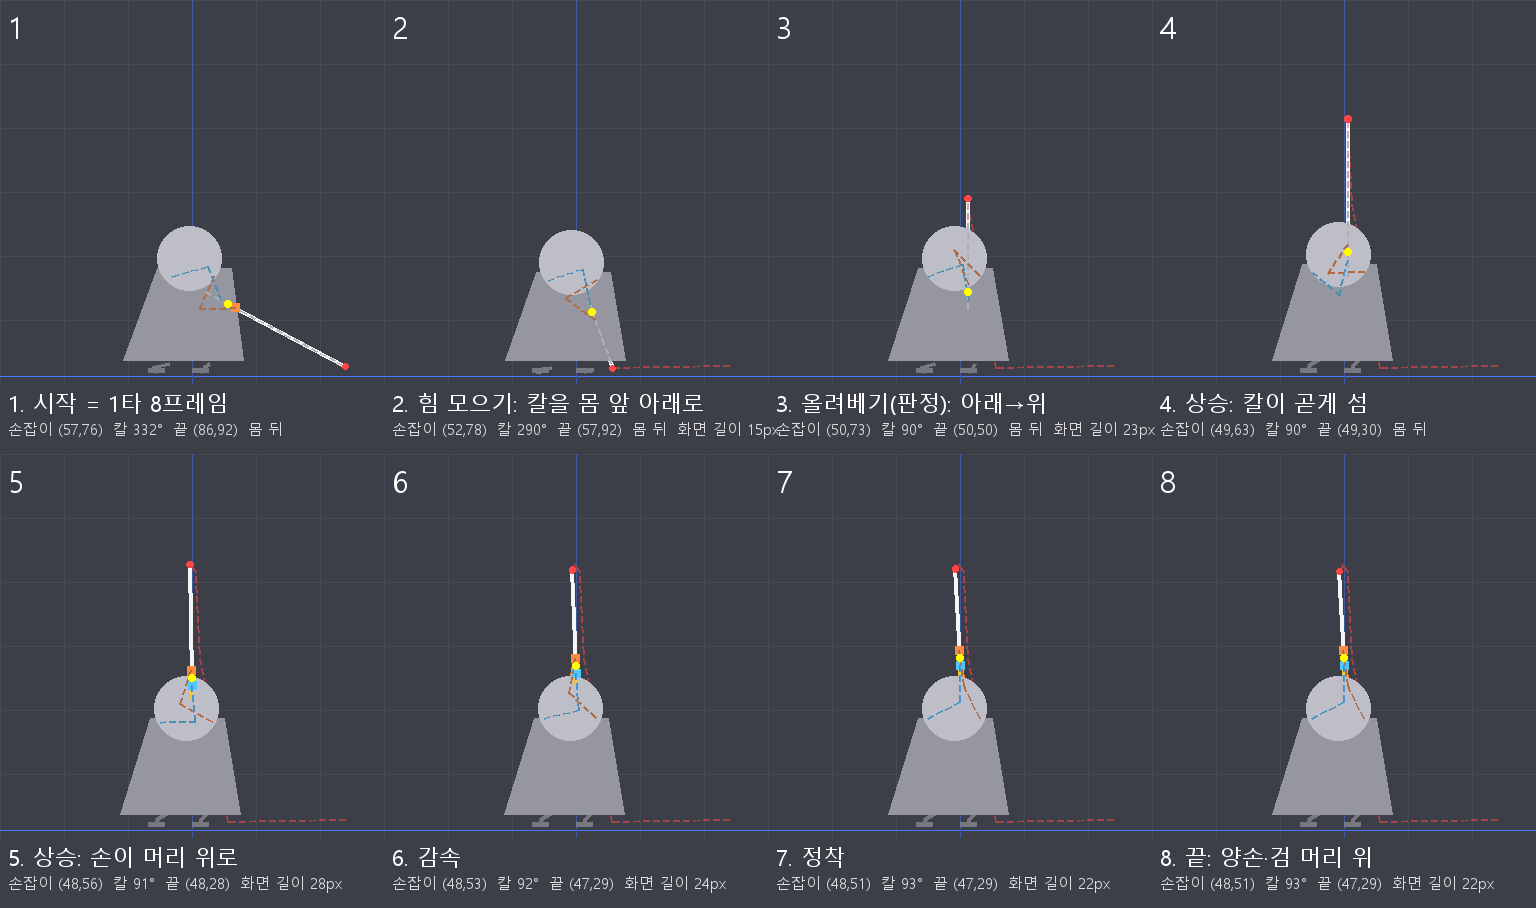 1
2
3
4
1. 시작 = 1타 8프레임
손잡이 (57,76) 칼 332° 끝 (86,92) 몸 뒤
2. 힘 모으기: 칼을 몸 앞 아래로
손잡이 (52,78) 칼 290° 끝 (57,92) 몸 뒤 화면 길이 15px
3. 올려베기(판정): 아래→위
손잡이 (50,73) 칼 90° 끝 (50,50) 몸 뒤 화면 길이 23px
4. 상승: 칼이 곧게 섬
손잡이 (49,63) 칼 90° 끝 (49,30) 몸 뒤
5
6
7
8
5. 상승: 손이 머리 위로
손잡이 (48,56) 칼 91° 끝 (48,28) 화면 길이 28px
6. 감속
손잡이 (48,53) 칼 92° 끝 (47,29) 화면 길이 24px
7. 정착
손잡이 (48,51) 칼 93° 끝 (47,29) 화면 길이 22px
8. 끝: 양손·검 머리 위
손잡이 (48,51) 칼 93° 끝 (47,29) 화면 길이 22px